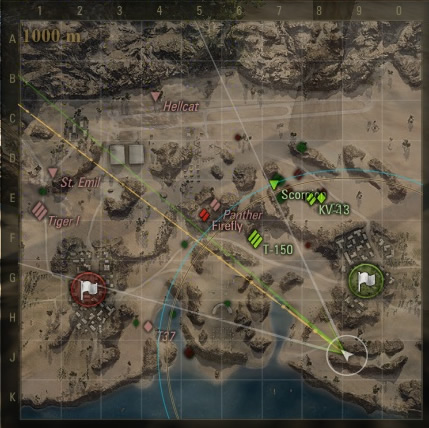 1 2 3 4 5 6 7 8 9 0
1000 m
A
B
Hellcat
C
D
St. Emil
E
Tiger I
Panther
Firefly
KV-13
F
T-150
G
H
T37
J
K